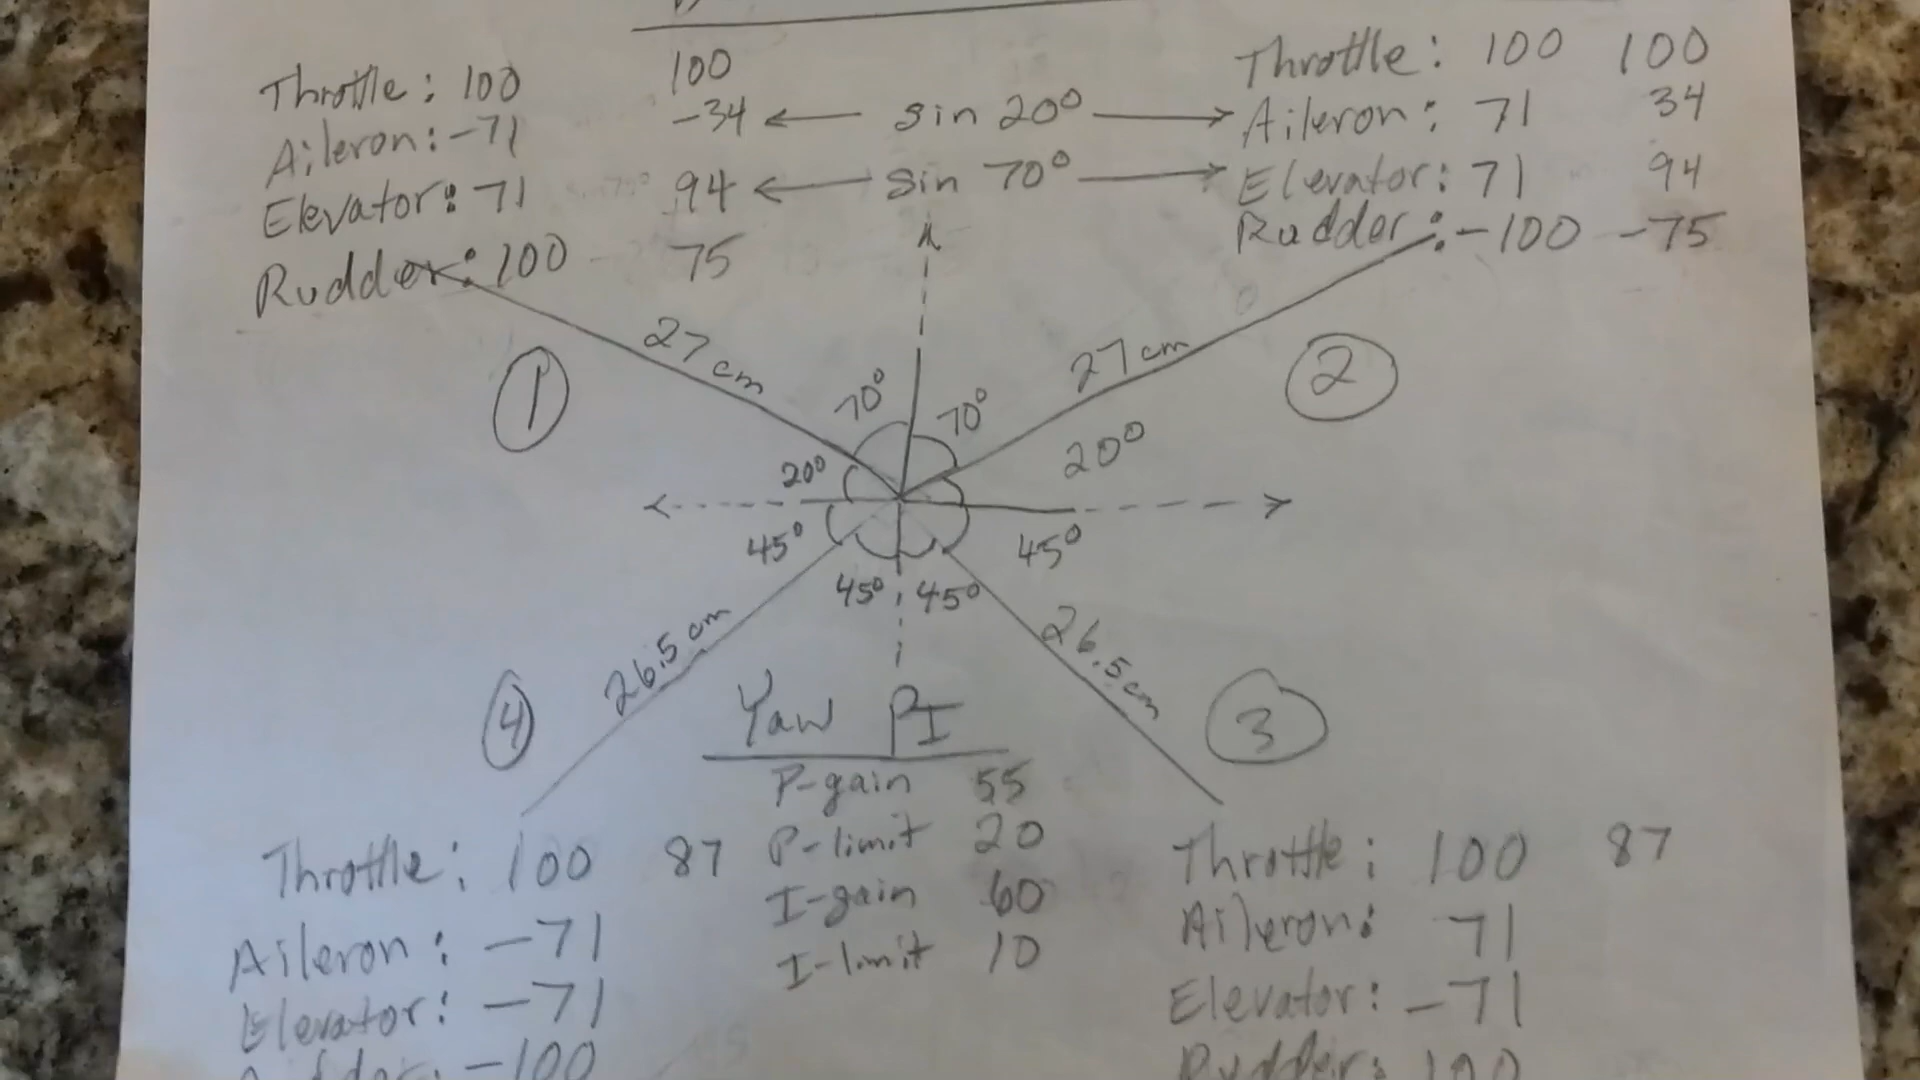 Throttle: 100 100
Aileron: -71 -34 ← sin 20° →
Elevator: 71 94 ← sin 70° →
Rudder: 100 75
Throttle: 100 100
Aileron: 71 34
Elevator: 71 94
Rudder: -100 -75
27 cm 27 cm
1 2
70° 70°
20° 20°
45° 45°
45° 45°
26.5 cm 26.5 cm
4 3
Yaw PI
P-gain 55
P-limit 20
I-gain 60
I-limit 10
Throttle: 100 87
Aileron: -71
Elevator: -71
-100
Throttle: 100 87
Aileron: 71
Elevator: -71
Rudder: 100